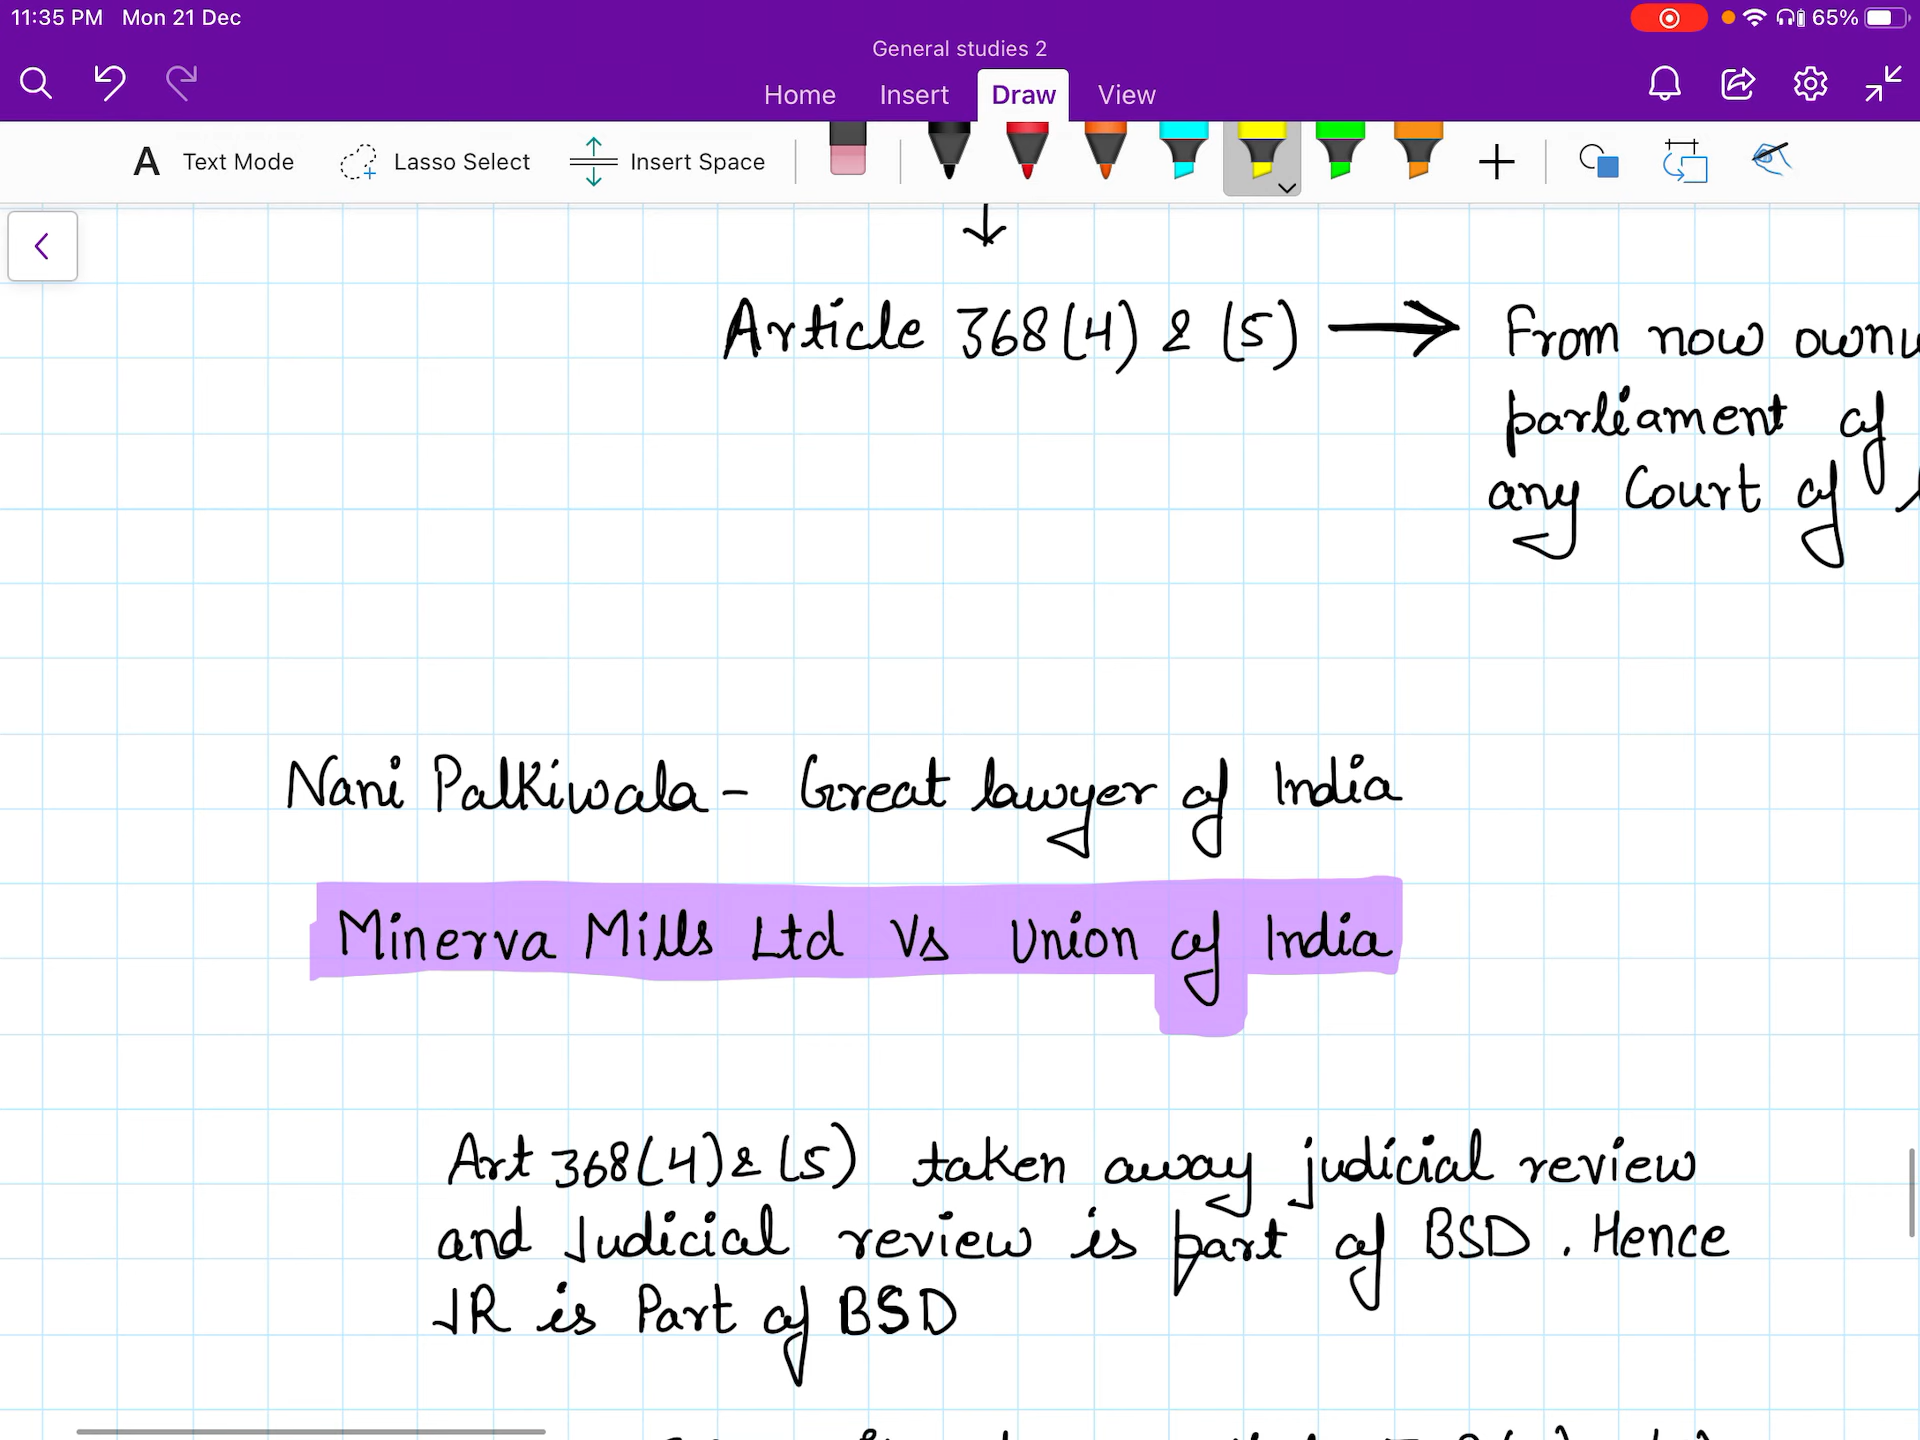 11:35 PM Mon 21 Dec 65%
General studies 2
Home Insert Draw View
A Text Mode Lasso Select Insert Space
Article 368(4) & (5) → From now
parliament of
any Court of
Nani Palkiwala - Great lawyer of India
Minerva Mills Ltd Vs Union of India
Art 368(4) & (5) taken away judicial review
and Judicial review is part of BSD. Hence
JR is Part of BSD